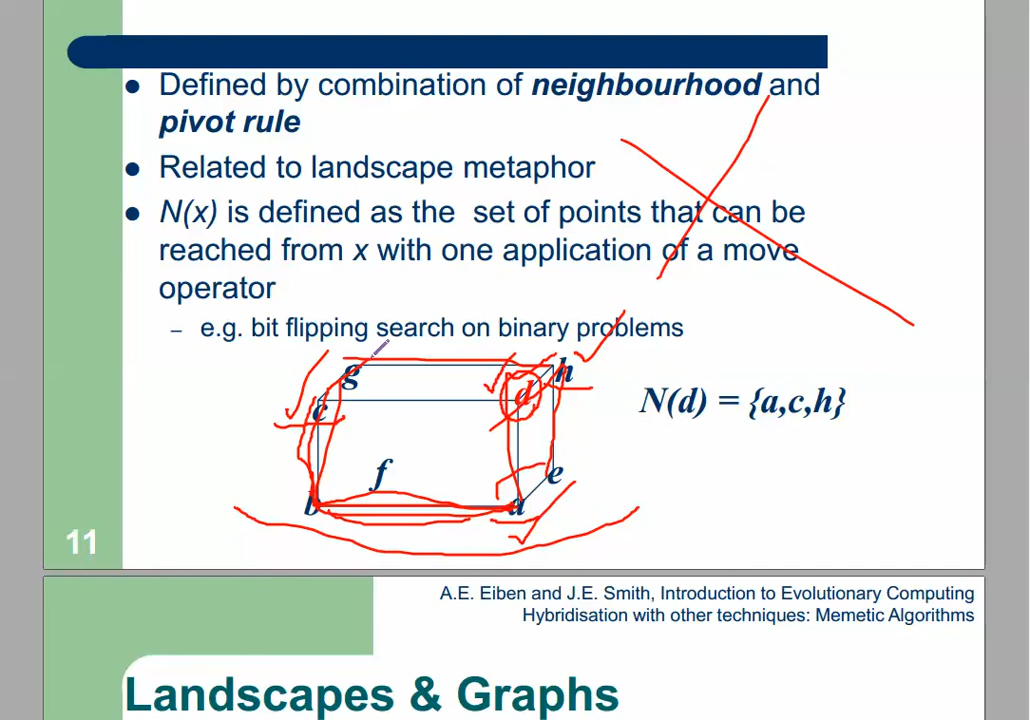 Defined by combination of neighbourhood and
pivot rule
Related to landscape metaphor
N(x) is defined as the set of points that can be
reached from x with one application of a move
operator
– e.g. bit flipping search on binary problems
g
h
c
d
N(d) = {a,c,h}
f
e
b
a
11
A.E. Eiben and J.E. Smith, Introduction to Evolutionary Computing
Hybridisation with other techniques: Memetic Algorithms
Landscapes & Graphs